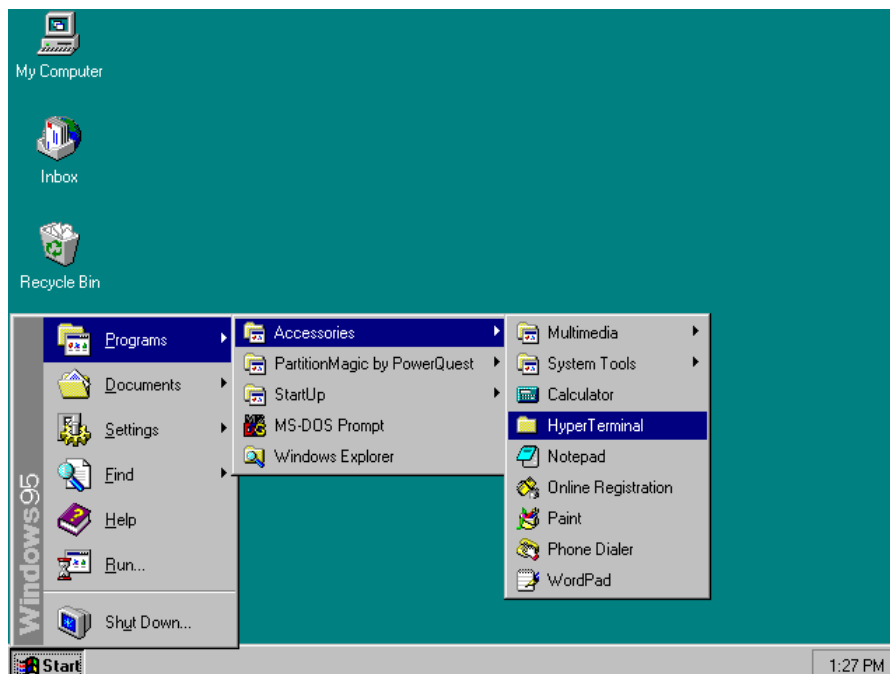 My Computer
Inbox
Recycle Bin
Windows95
Programs
Documents
Settings
Find
Help
Run...
Shut Down...
Accessories
PartitionMagic by PowerQuest
StartUp
MS-DOS Prompt
Windows Explorer
Multimedia
System Tools
Calculator
HyperTerminal
Notepad
Online Registration
Paint
Phone Dialer
WordPad
Start
1:27 PM